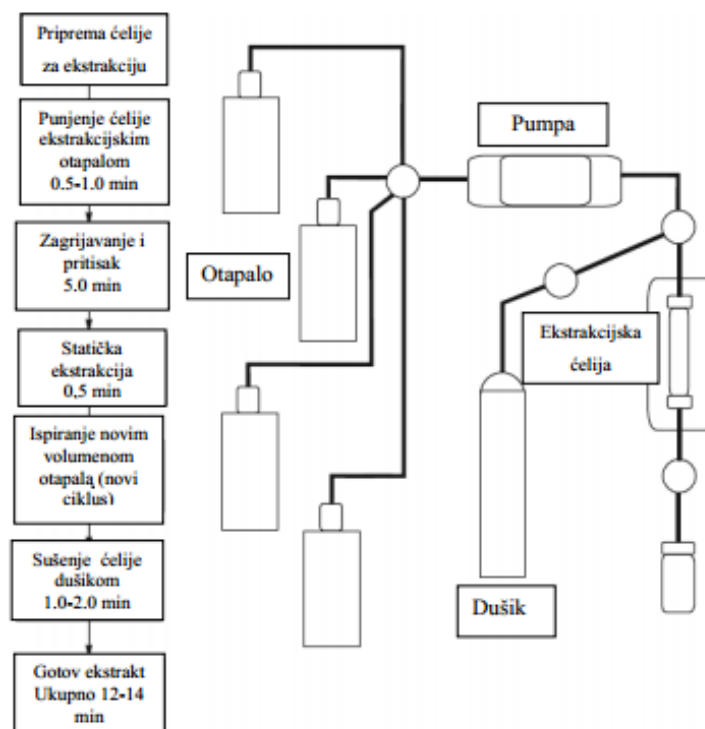 Priprema ćelije
za ekstrakciju
Punjenje ćelije
ekstrakcijskim
otapalom
0.5-1.0 min
Zagrijavanje i
pritisak
5.0 min
Statička
ekstrakcija
0,5 min
Ispiranje novim
volumenom
otapalą (novi
ciklus)
Sušenje ćelije
dušikom
1.0-2.0 min
Gotov ekstrakt
Ukupno 12-14
min
Pumpa
Otapalo
Ekstrakcijska
ćelija
Dušik